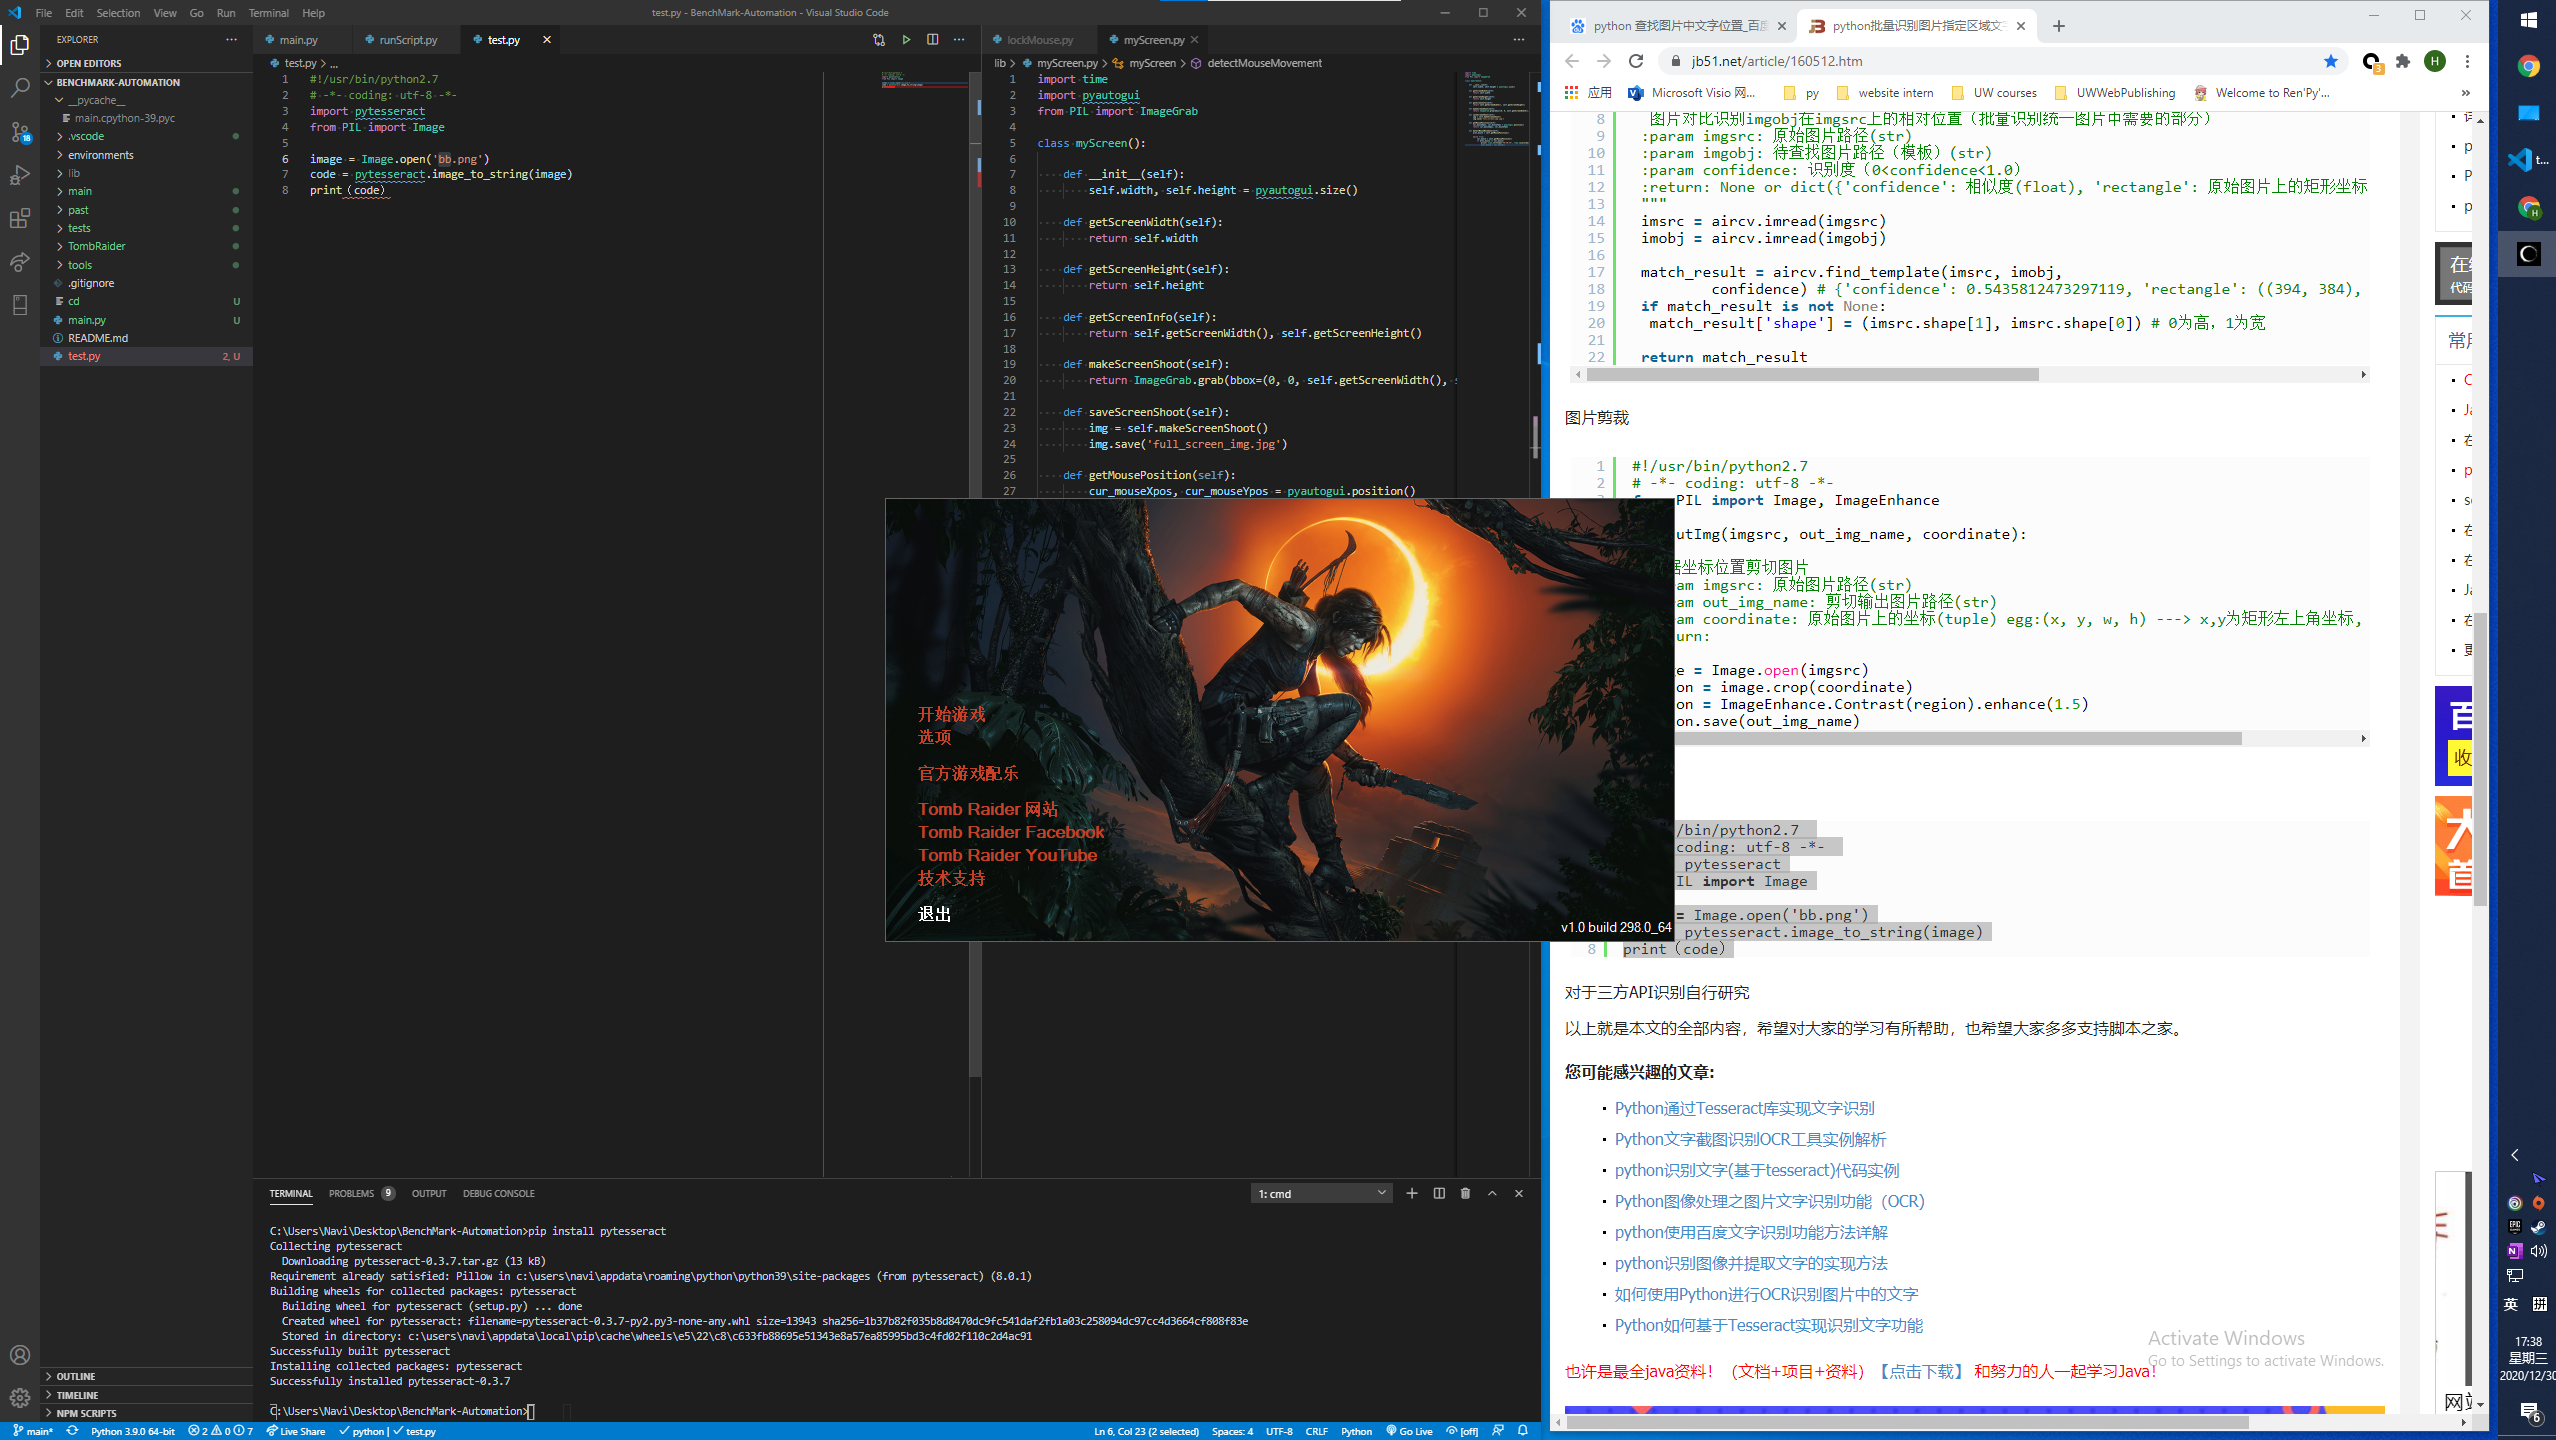 File Edit Selection View Go Run Terminal Help
test.py - BenchMark-Automation - Visual Studio Code
EXPLORER
OPEN EDITORS
BENCHMARK-AUTOMATION
__pycache__
main.cpython-39.pyc
.vscode
environments
lib
main
past
tests
TombRaider
tools
.gitignore
cd U
main.py U
README.md
test.py 2, U
OUTLINE
TIMELINE
NPM SCRIPTS
main.py runScript.py test.py
test.py > ...
1 #!/usr/bin/python2.7
2 # -*- coding: utf-8 -*-
3 import pytesseract
4 from PIL import Image
5
6 image = Image.open('bb.png')
7 code = pytesseract.image_to_string(image)
8 print（code）
lockMouse.py myScreen.py
lib > myScreen.py > myScreen > detectMouseMovement
1 import time
2 import pyautogui
3 from PIL import ImageGrab
4
5 class myScreen():
6
7 def __init__(self):
8 self.width, self.height = pyautogui.size()
9
10 def getScreenWidth(self):
11 return self.width
12
13 def getScreenHeight(self):
14 return self.height
15
16 def getScreenInfo(self):
17 return self.getScreenWidth(), self.getScreenHeight()
18
19 def makeScreenShoot(self):
20 return ImageGrab.grab(bbox=(0, 0, self.getScreenWidth(), s
21
22 def saveScreenShoot(self):
23 img = self.makeScreenShoot()
24 img.save('full_screen_img.jpg')
25
26 def getMousePosition(self):
27 cur_mouseXpos, cur_mouseYpos = pyautogui.position()
开始游戏
选项
官方游戏配乐
Tomb Raider 网站
Tomb Raider Facebook
Tomb Raider YouTube
技术支持
退出
v1.0 build 298.0_64
TERMINAL PROBLEMS 9 OUTPUT DEBUG CONSOLE
1: cmd
C:\Users\Navi\Desktop\BenchMark-Automation>pip install pytesseract
Collecting pytesseract
Downloading pytesseract-0.3.7.tar.gz (13 kB)
Requirement already satisfied: Pillow in c:\users\navi\appdata\roaming\python\python39\site-packages (from pytesseract) (8.0.1)
Building wheels for collected packages: pytesseract
Building wheel for pytesseract (setup.py) ... done
Created wheel for pytesseract: filename=pytesseract-0.3.7-py2.py3-none-any.whl size=13943 sha256=1b37b82f035b8d8470dc9fc541daf2fb1a03c258094dc97cc4d3664cf808f83e
Stored in directory: c:\users\navi\appdata\local\pip\cache\wheels\e5\22\c8\c633fb88695e51343e8a57ea85995bd3c4fd02f110c2d4ac91
Successfully built pytesseract
Installing collected packages: pytesseract
Successfully installed pytesseract-0.3.7
C:\Users\Navi\Desktop\BenchMark-Automation>
main* Python 3.9.0 64-bit 2 0 7 Live Share python | test.py
Ln 6, Col 23 (2 selected) Spaces: 4 UTF-8 CRLF Python Go Live [off]
python 查找图片中文字位置_百度
python批量识别图片指定区域文字
jb51.net/article/160512.htm
应用 Microsoft Visio 网... py website intern UW courses UWWebPublishing Welcome to Ren'Py'...
8 图片对比识别imgobj在imgsrc上的相对位置（批量识别统一图片中需要的部分）
9 :param imgsrc: 原始图片路径(str)
10 :param imgobj: 待查找图片路径（模板）(str)
11 :param confidence: 识别度（0<confidence<1.0）
12 :return: None or dict({'confidence': 相似度(float), 'rectangle': 原始图片上的矩形坐标
13 """
14 imsrc = aircv.imread(imgsrc)
15 imobj = aircv.imread(imgobj)
16
17 match_result = aircv.find_template(imsrc, imobj,
18 confidence) # {'confidence': 0.5435812473297119, 'rectangle': ((394, 384),
19 if match_result is not None:
20 match_result['shape'] = (imsrc.shape[1], imsrc.shape[0]) # 0为高，1为宽
21
22 return match_result
图片剪裁
1 #!/usr/bin/python2.7
2 # -*- coding: utf-8 -*-
PIL import Image, ImageEnhance
utImg(imgsrc, out_img_name, coordinate):
据坐标位置剪切图片
am imgsrc: 原始图片路径(str)
am out_img_name: 剪切输出图片路径(str)
am coordinate: 原始图片上的坐标(tuple) egg:(x, y, w, h) ---> x,y为矩形左上角坐标,
urn:
e = Image.open(imgsrc)
on = image.crop(coordinate)
on = ImageEnhance.Contrast(region).enhance(1.5)
on.save(out_img_name)
/bin/python2.7
coding: utf-8 -*-
pytesseract
IL import Image
= Image.open('bb.png')
pytesseract.image_to_string(image)
8 print（code）
对于三方API识别自行研究
以上就是本文的全部内容，希望对大家的学习有所帮助，也希望大家多多支持脚本之家。
您可能感兴趣的文章:
Python通过Tesseract库实现文字识别
Python文字截图识别OCR工具实例解析
python识别文字(基于tesseract)代码实例
Python图像处理之图片文字识别功能（OCR）
python使用百度文字识别功能方法详解
python识别图像并提取文字的实现方法
如何使用Python进行OCR识别图片中的文字
Python如何基于Tesseract实现识别文字功能
也许是最全java资料！（文档+项目+资料）【点击下载】 和努力的人一起学习Java!
Activate Windows
Go to Settings to activate Windows.
英 拼
17:38
星期三
2020/12/30